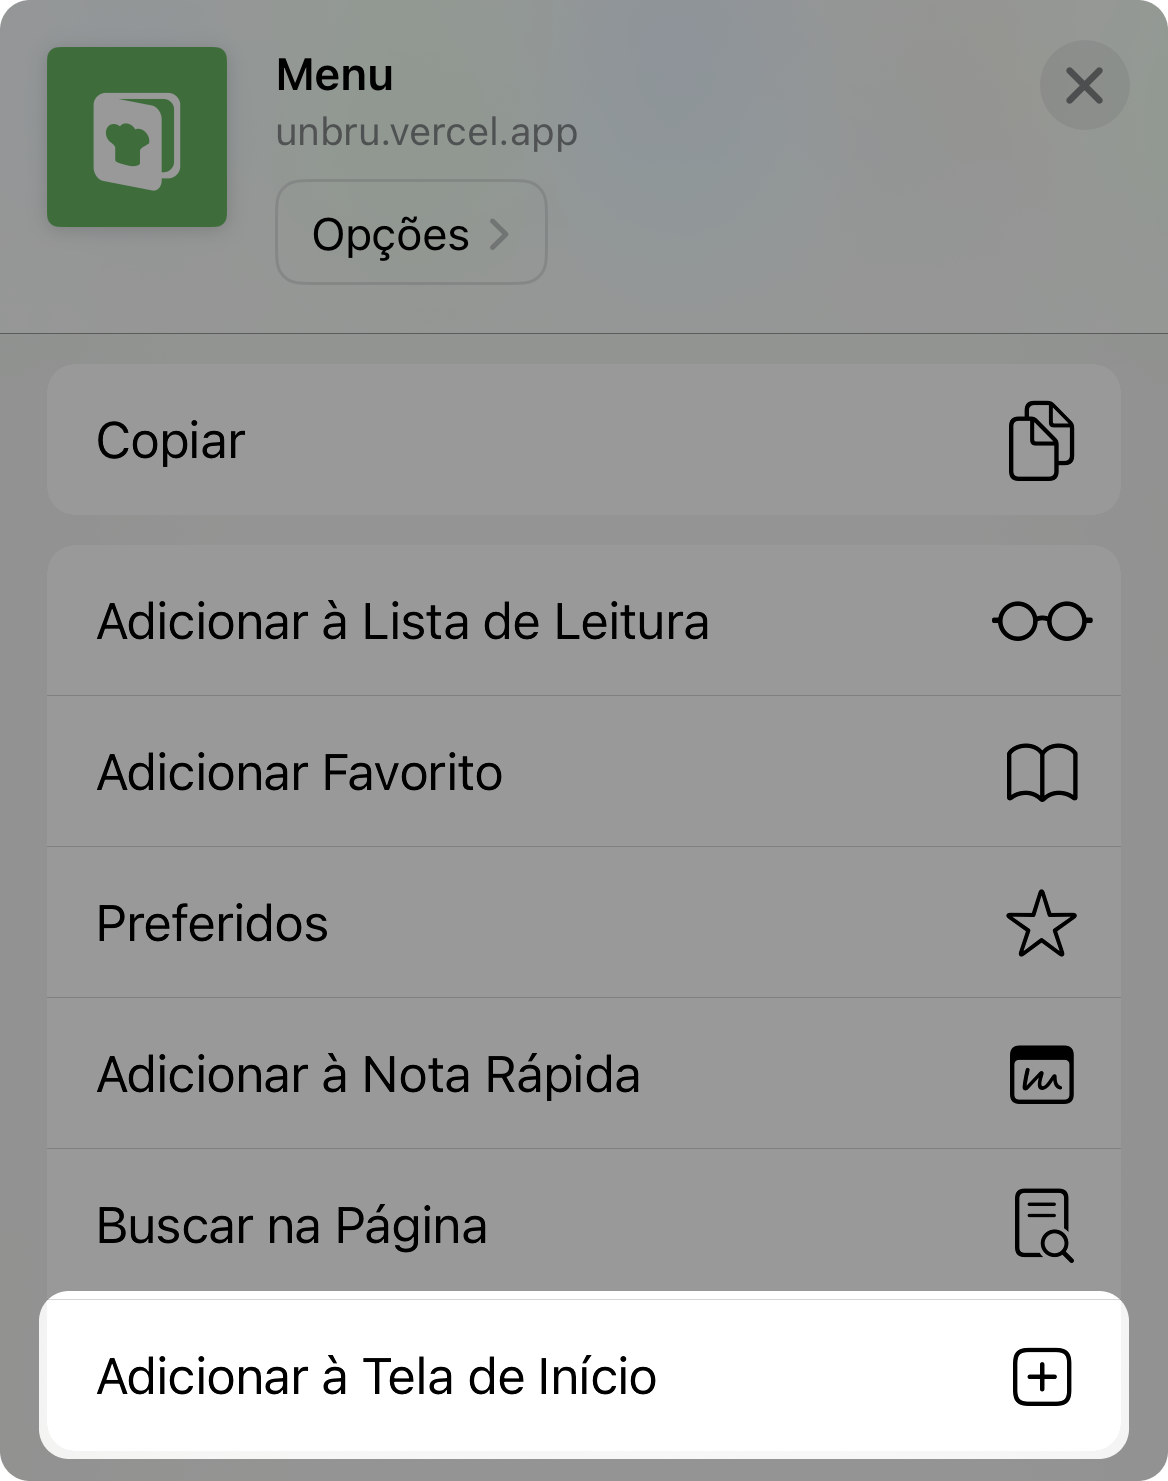 Menu
unbru.vercel.app
Opções
Copiar
Adicionar à Lista de Leitura
Adicionar Favorito
Preferidos
Adicionar à Nota Rápida
Buscar na Página
Adicionar à Tela de Início